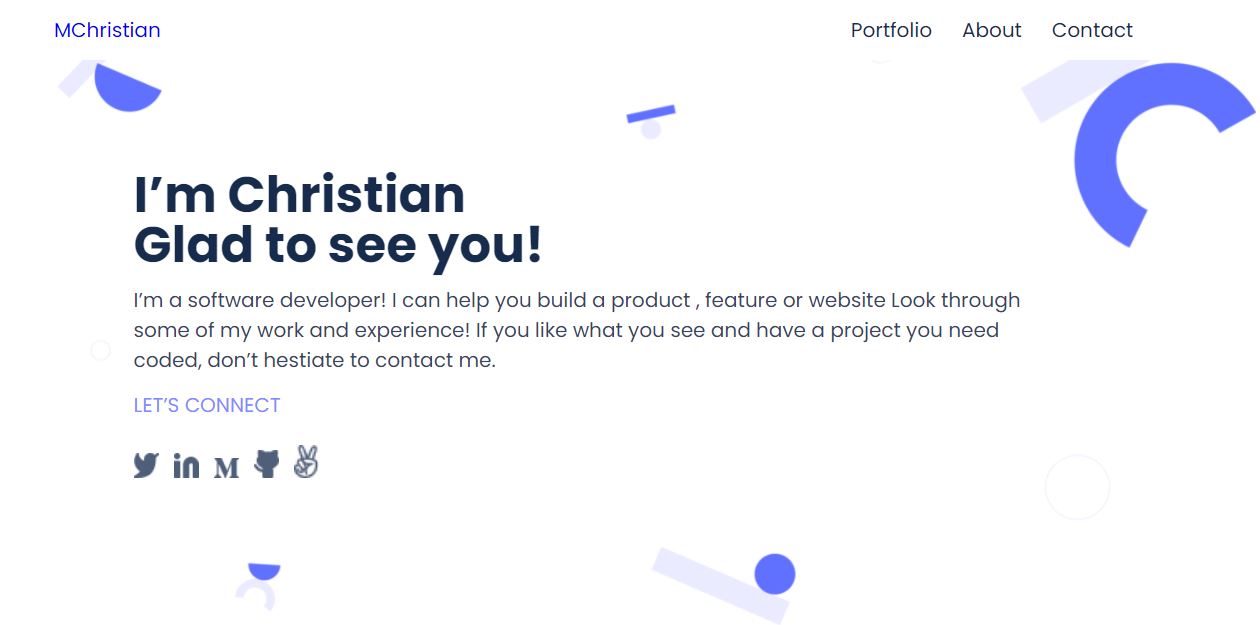 MChristian
Portfolio About Contact
I’m Christian
Glad to see you!
I’m a software developer! I can help you build a product , feature or website Look through
some of my work and experience! If you like what you see and have a project you need
coded, don’t hestiate to contact me.
LET’S CONNECT